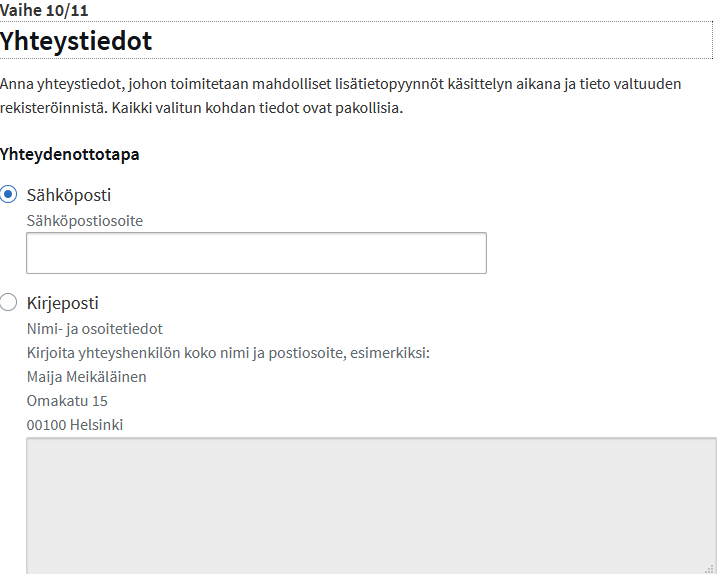 Vaihe 10/11
Yhteystiedot
Anna yhteystiedot, johon toimitetaan mahdolliset lisätietopyynnöt käsittelyn aikana ja tieto valtuuden
rekisteröinnistä. Kaikki valitun kohdan tiedot ovat pakollisia.
Yhteydenottotapa
Sähköposti
Sähköpostiosoite
Kirjeposti
Nimi- ja osoitetiedot
Kirjoita yhteyshenkilön koko nimi ja postiosoite, esimerkiksi:
Maija Meikäläinen
Omakatu 15
00100 Helsinki